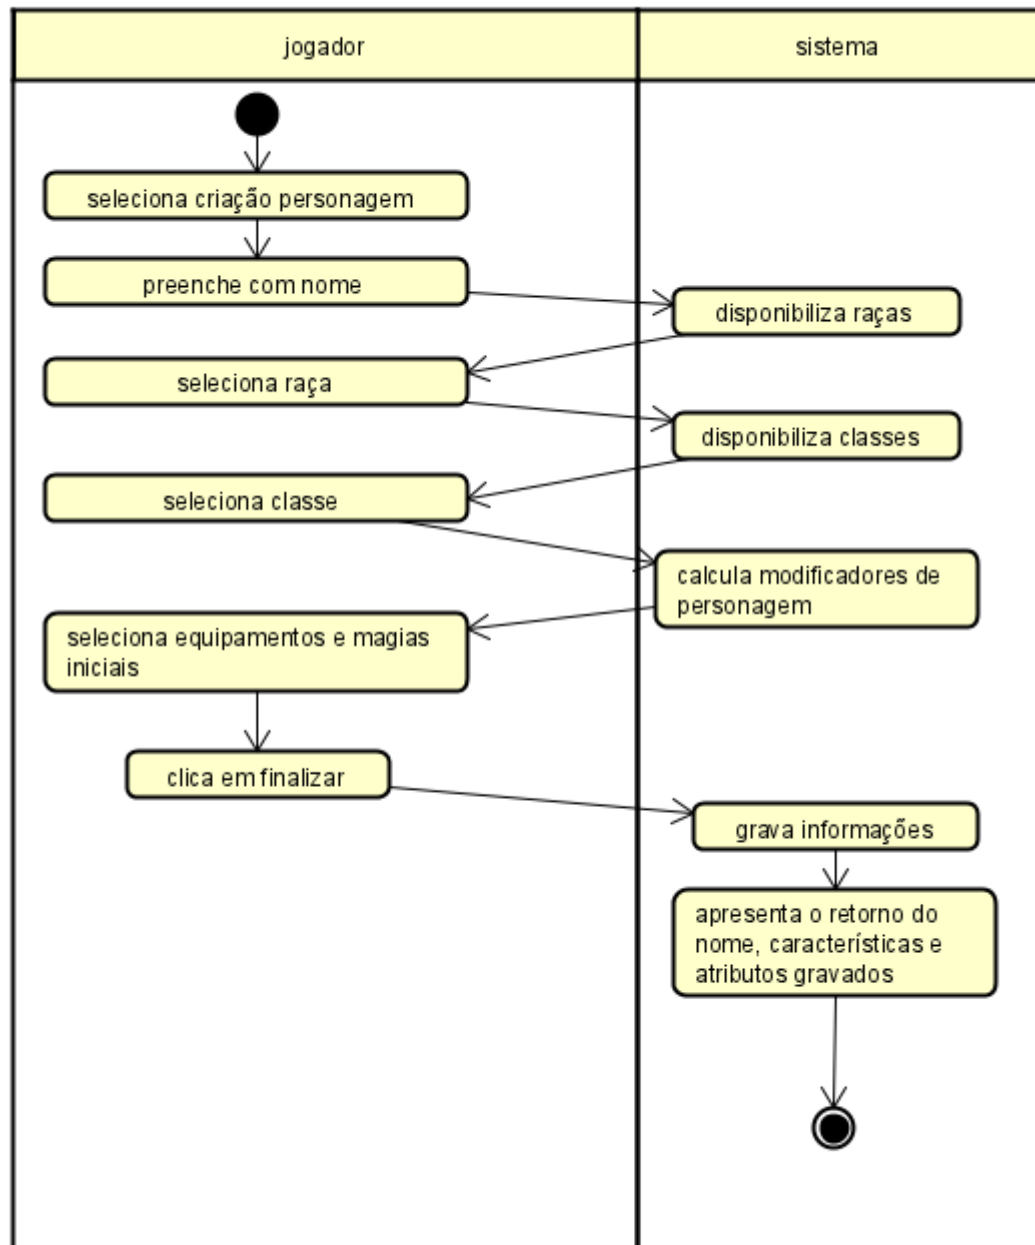 jogador
sistema
seleciona criação personagem
preenche com nome
disponibiliza raças
seleciona raça
disponibiliza classes
seleciona classe
calcula modificadores de
personagem
seleciona equipamentos e magias
iniciais
clica em finalizar
grava informações
apresenta o retorno do
nome, características e
atributos gravados